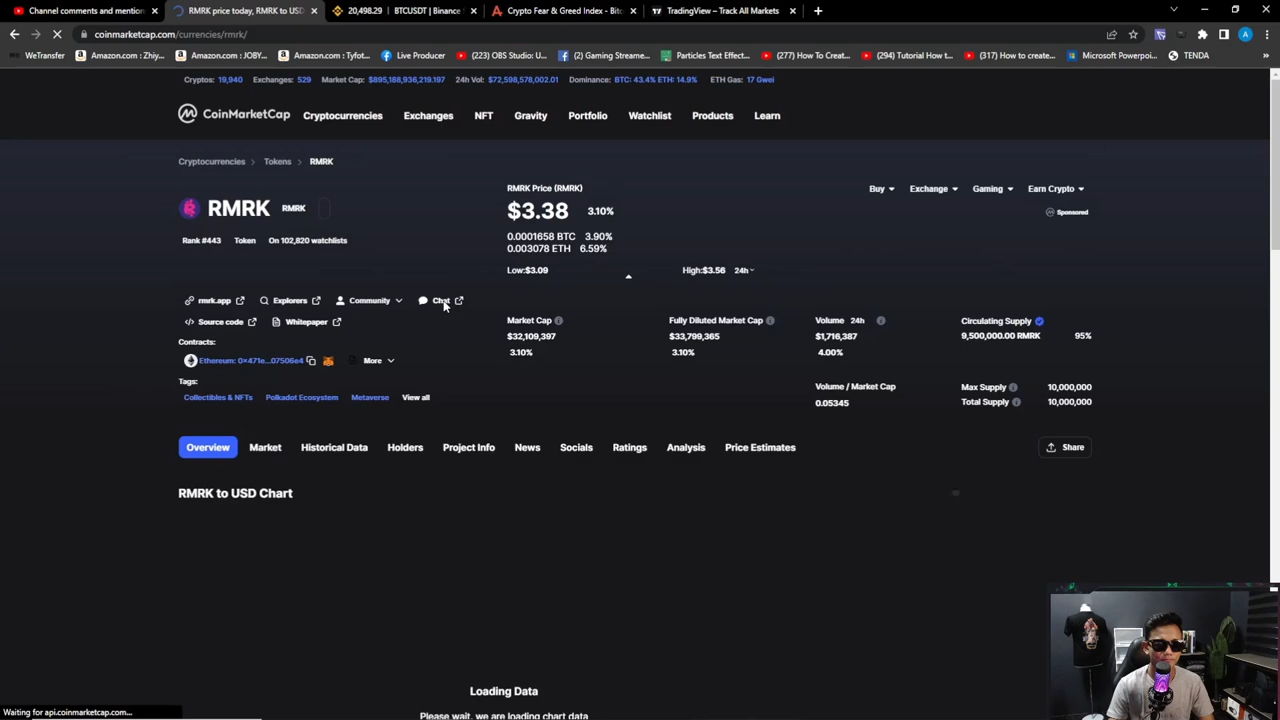 Channel comments and mention
RMRK price today, RMRK to USD
20,498.29 | BTCUSDT | Binance
Crypto Fear & Greed Index - Bitc
TradingView – Track All Markets
coinmarketcap.com/currencies/rmrk/
WeTransfer
Amazon.com : Zhiy...
Amazon.com : JOBY...
Amazon.com : Tyfot...
Live Producer
(223) OBS Studio: U...
(2) Gaming Streame...
Particles Text Effect...
(277) How To Creat...
(294) Tutorial How t...
(317) How to create...
Microsoft Powerpoi...
TENDA
Cryptos: 19,940 Exchanges: 529 Market Cap: $895,188,936,219.197 24h Vol: $72,598,578,002.01 Dominance: BTC: 43.4% ETH: 14.9% ETH Gas: 17 Gwei
CoinMarketCap Cryptocurrencies Exchanges NFT Gravity Portfolio Watchlist Products Learn
Cryptocurrencies > Tokens > RMRK
RMRK RMRK
Rank #443 Token On 102,820 watchlists
RMRK Price (RMRK)
$3.38 3.10%
0.0001658 BTC 3.90%
0.003078 ETH 6.59%
Low:$3.09 High:$3.56 24h
Buy Exchange Gaming Earn Crypto
Sponsored
rmrk.app Explorers Community Chat
Source code Whitepaper
Contracts:
Ethereum: 0x471e...07506e4 More
Tags:
Collectibles & NFTs Polkadot Ecosystem Metaverse View all
Market Cap
$32,109,397
3.10%
Fully Diluted Market Cap
$33,799,365
3.10%
Volume 24h
$1,716,387
4.00%
Volume / Market Cap
0.05345
Circulating Supply
9,500,000.00 RMRK 95%
Max Supply 10,000,000
Total Supply 10,000,000
Overview Market Historical Data Holders Project Info News Socials Ratings Analysis Price Estimates
Share
RMRK to USD Chart
Loading Data
Please wait, we are loading chart data
Waiting for api.coinmarketcap.com...